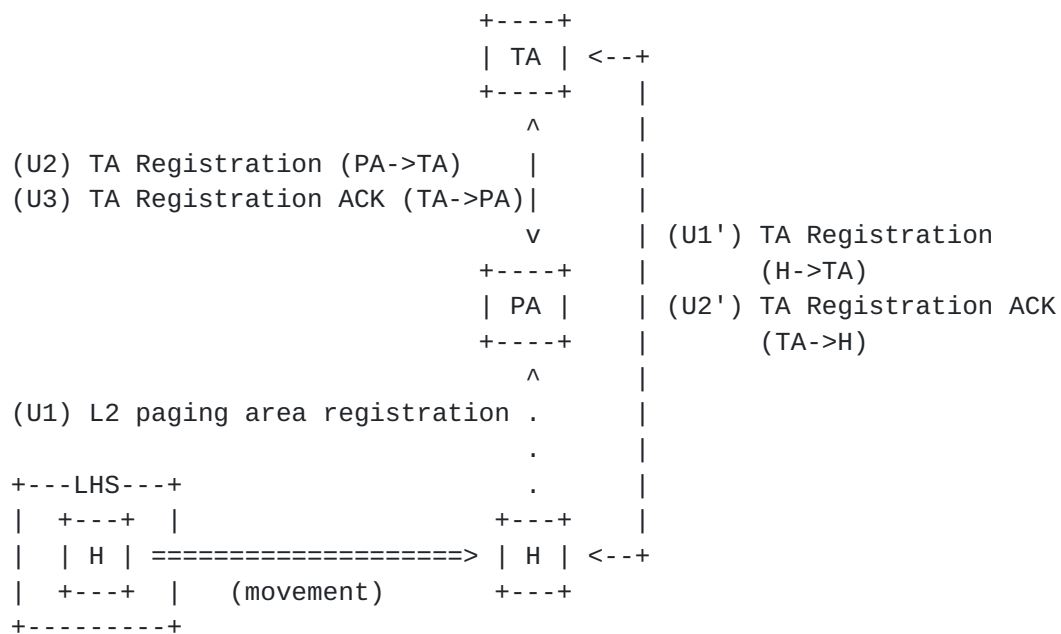 +----+
| TA | <--+
+----+    |
^      |
(U2) TA Registration (PA->TA)    |      |
(U3) TA Registration ACK (TA->PA)|      |
v      | (U1') TA Registration
+----+    |       (H->TA)
| PA |    | (U2') TA Registration ACK
+----+    |       (TA->H)
^      |
(U1) L2 paging area registration .      |
.      |
+---LHS---+                      .      |
|  +---+  |                    +---+    |
|  | H | ====================> | H | <--+
|  +---+  |   (movement)       +---+
+---------+